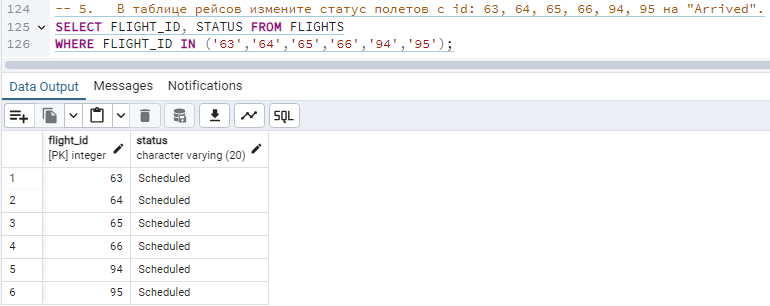 124 -- 5. В таблице рейсов измените статус полетов с id: 63, 64, 65, 66, 94, 95 на "Arrived".
125 SELECT FLIGHT_ID, STATUS FROM FLIGHTS
126 WHERE FLIGHT_ID IN ('63','64','65','66','94','95');
Data Output Messages Notifications
SQL
flight_id status
[PK] integer character varying (20)
1 63 Scheduled
2 64 Scheduled
3 65 Scheduled
4 66 Scheduled
5 94 Scheduled
6 95 Scheduled